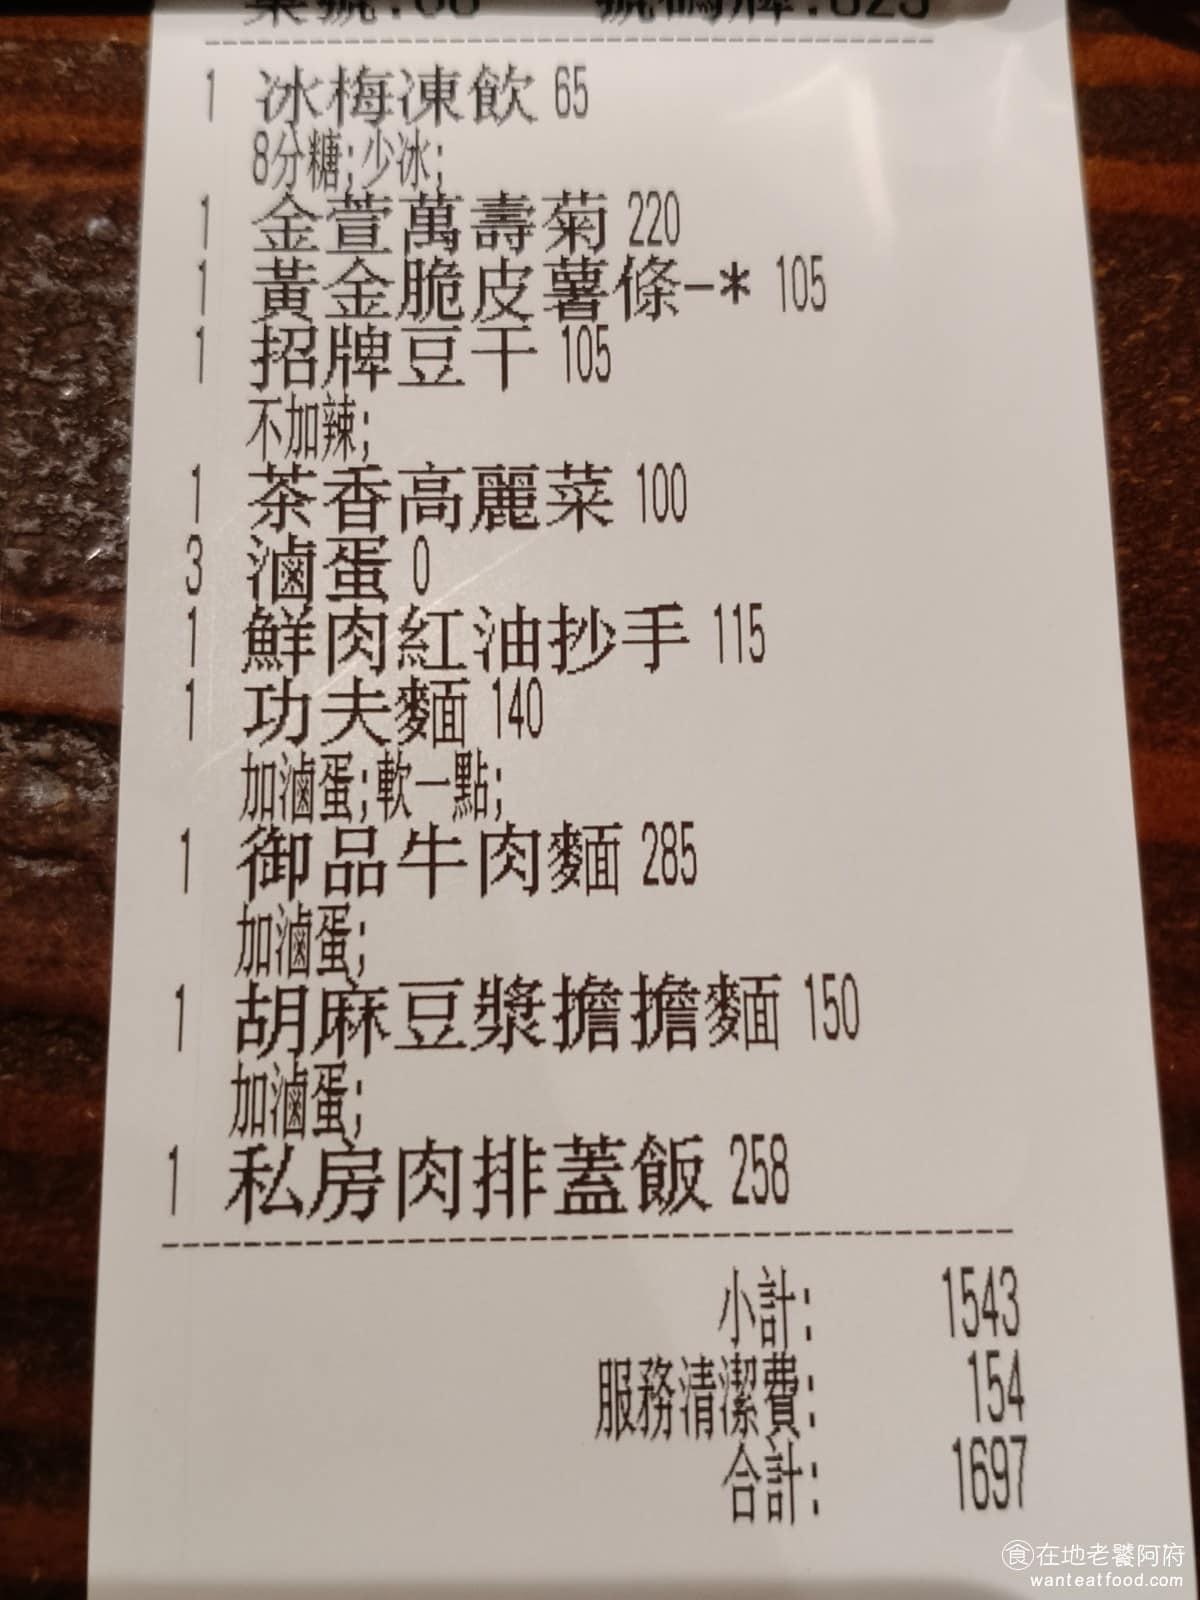 1 冰梅凍飲 65
8分糖;少冰;
1 金萱萬壽菊 220
1 黃金脆皮薯條-* 105
1 招牌豆干 105
不加辣;
1 茶香高麗菜 100
3 滷蛋 0
1 鮮肉紅油抄手 115
1 功夫麵 140
加滷蛋;軟一點;
1 御品牛肉麵 285
加滷蛋;
1 胡麻豆漿擔擔麵 150
加滷蛋;
1 私房肉排蓋飯 258
小計: 1543
服務清潔費: 154
合計: 1697
食在地老饕阿府
wanteatfood.com